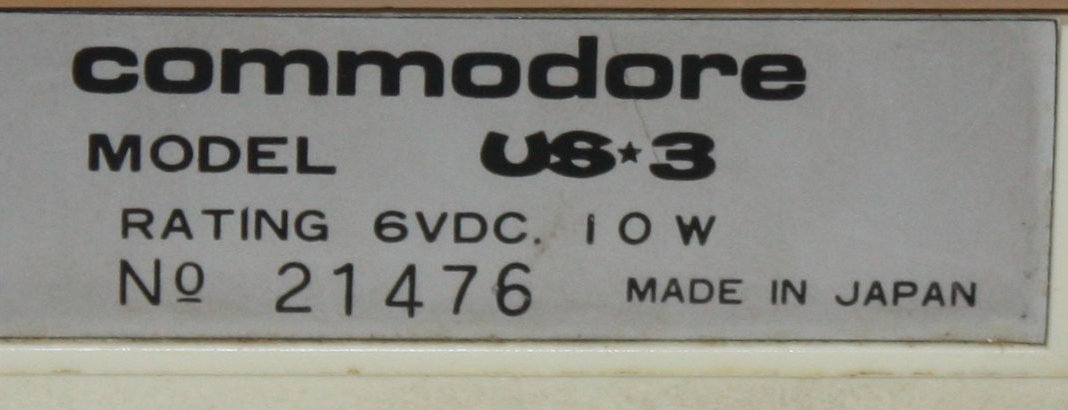 commodore
MODEL US★3
RATING 6VDC. 10W
Nº 21476 MADE IN JAPAN